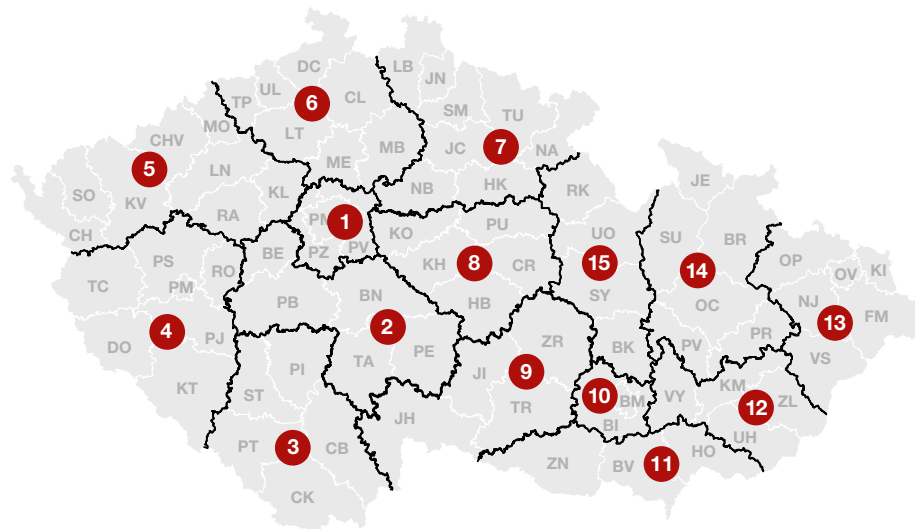 DC
LB
JN
UL
CL
TP
6
SM
TU
MO
LT
CHV
MB
JC
7
NA
ME
5
LN
SO
KL
NB
HK
RK
JE
KV
RA
PM
1
KO
PU
UO
SU
BR
CH
PS
BE
PZ
PV
RO
KH
8
CR
15
14
OP
OV
KI
TC
PM
PB
BN
HB
SY
OC
NJ
FM
4
2
13
DO
PJ
PE
ZR
BK
PV
PR
VS
KT
PI
TA
JI
9
ST
10
BM
VY
KM
ZL
TR
12
JH
BI
UH
PT
3
CB
HO
ZN
BV
11
CK